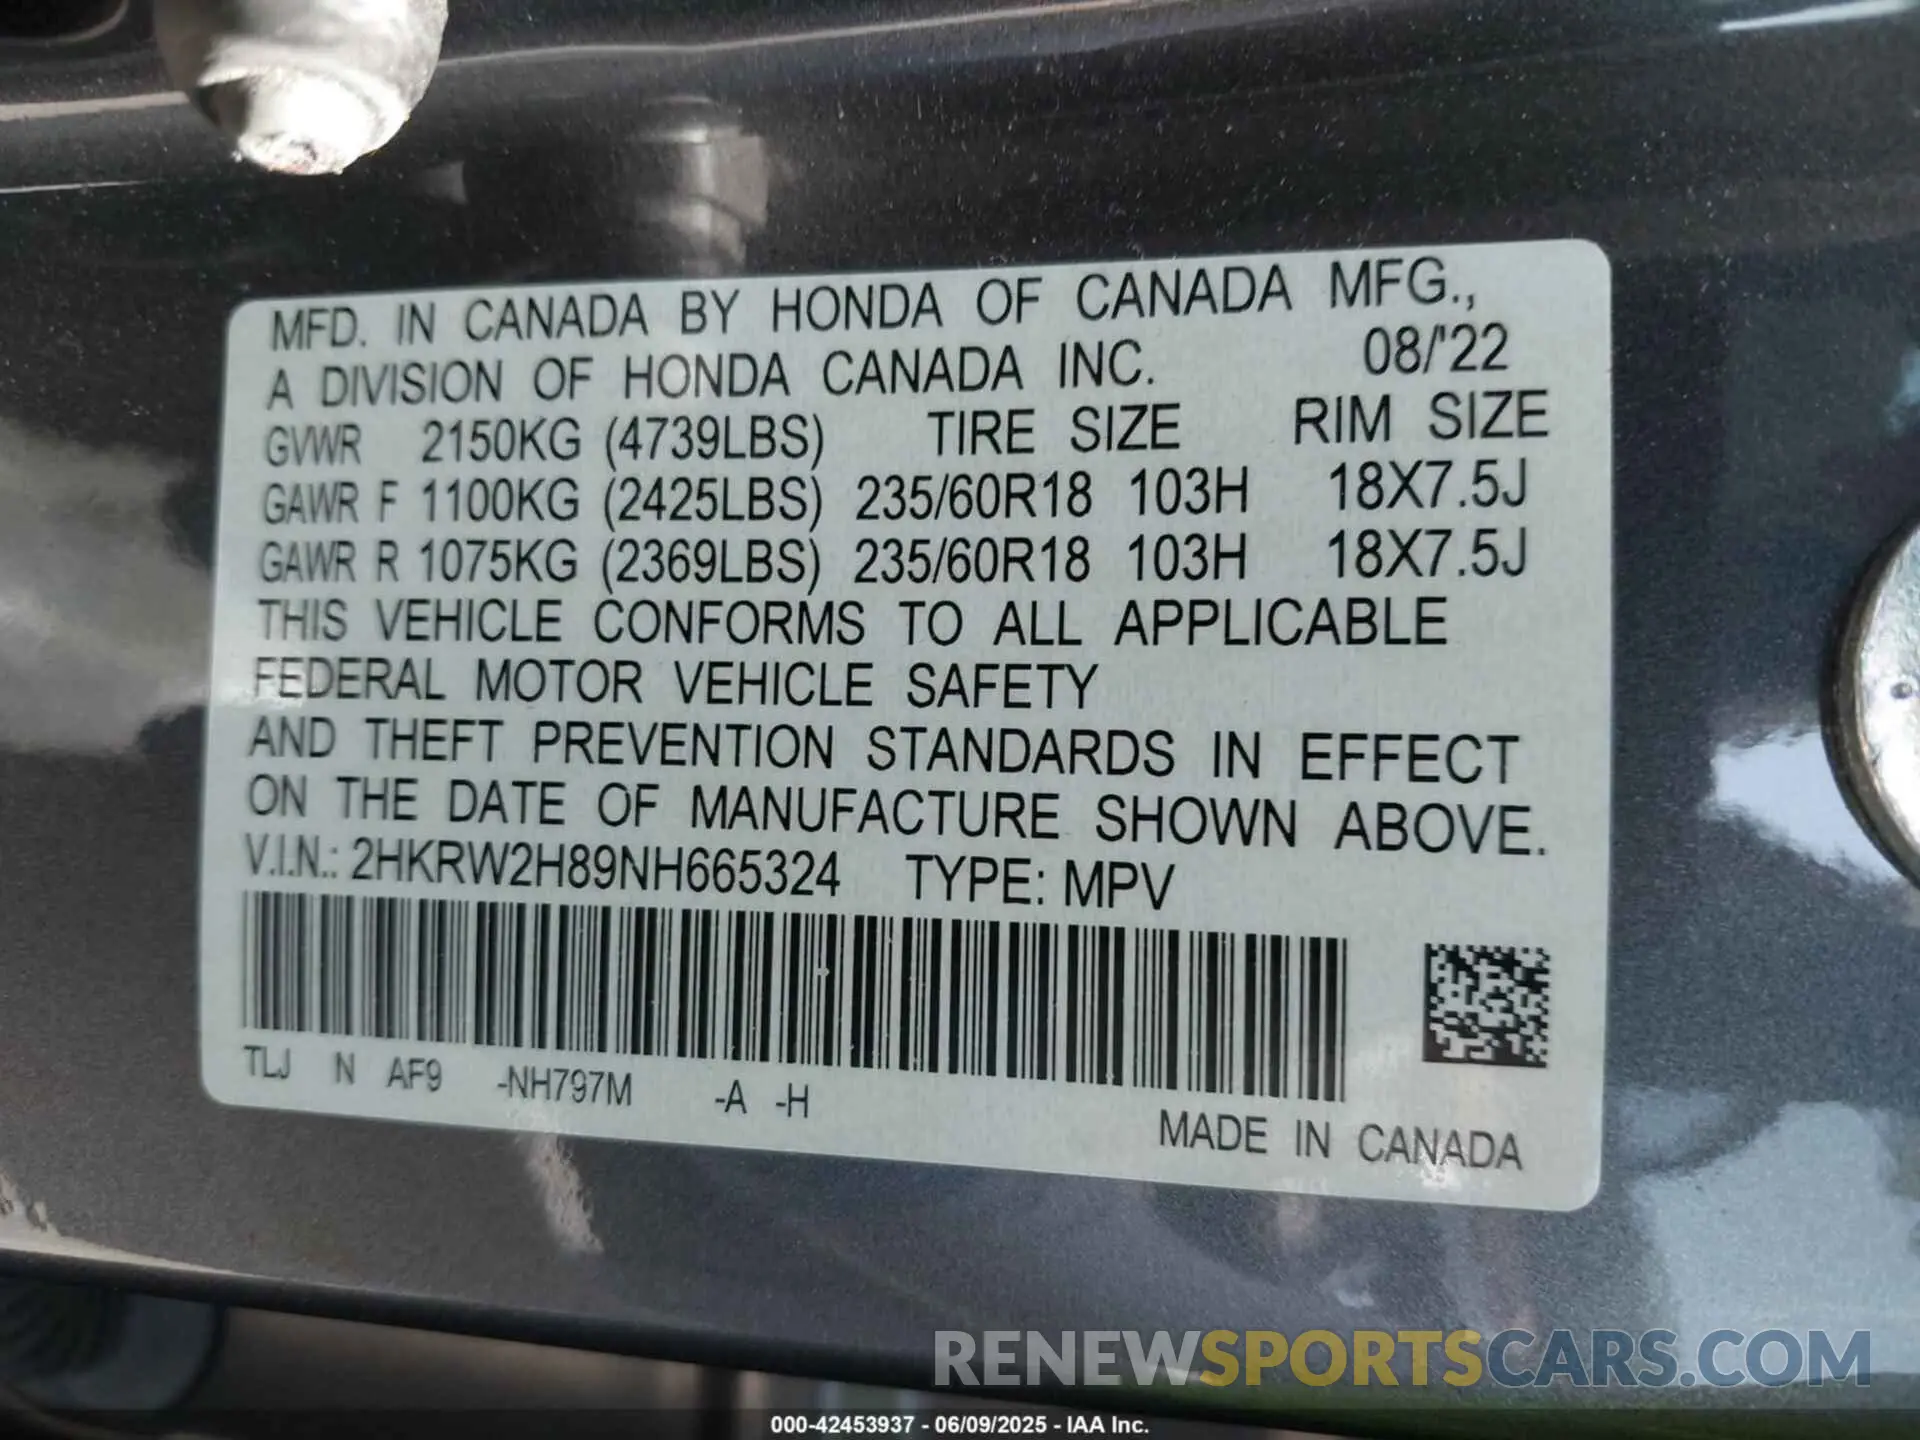 MFD. IN CANADA BY HONDA OF CANADA MFG.,
A DIVISION OF HONDA CANADA INC. 08/'22
GVWR 2150KG (4739LBS) TIRE SIZE RIM SIZE
GAWR F 1100KG (2425LBS) 235/60R18 103H 18X7.5J
GAWR R 1075KG (2369LBS) 235/60R18 103H 18X7.5J
THIS VEHICLE CONFORMS TO ALL APPLICABLE
FEDERAL MOTOR VEHICLE SAFETY
AND THEFT PREVENTION STANDARDS IN EFFECT
ON THE DATE OF MANUFACTURE SHOWN ABOVE.
V.I.N.: 2HKRW2H89NH665324 TYPE: MPV
TLJ N AF9 -NH797M -A -H
MADE IN CANADA
RENEWSPORTSCARS.COM
000-42453937 - 06/09/2025 - IAA Inc.